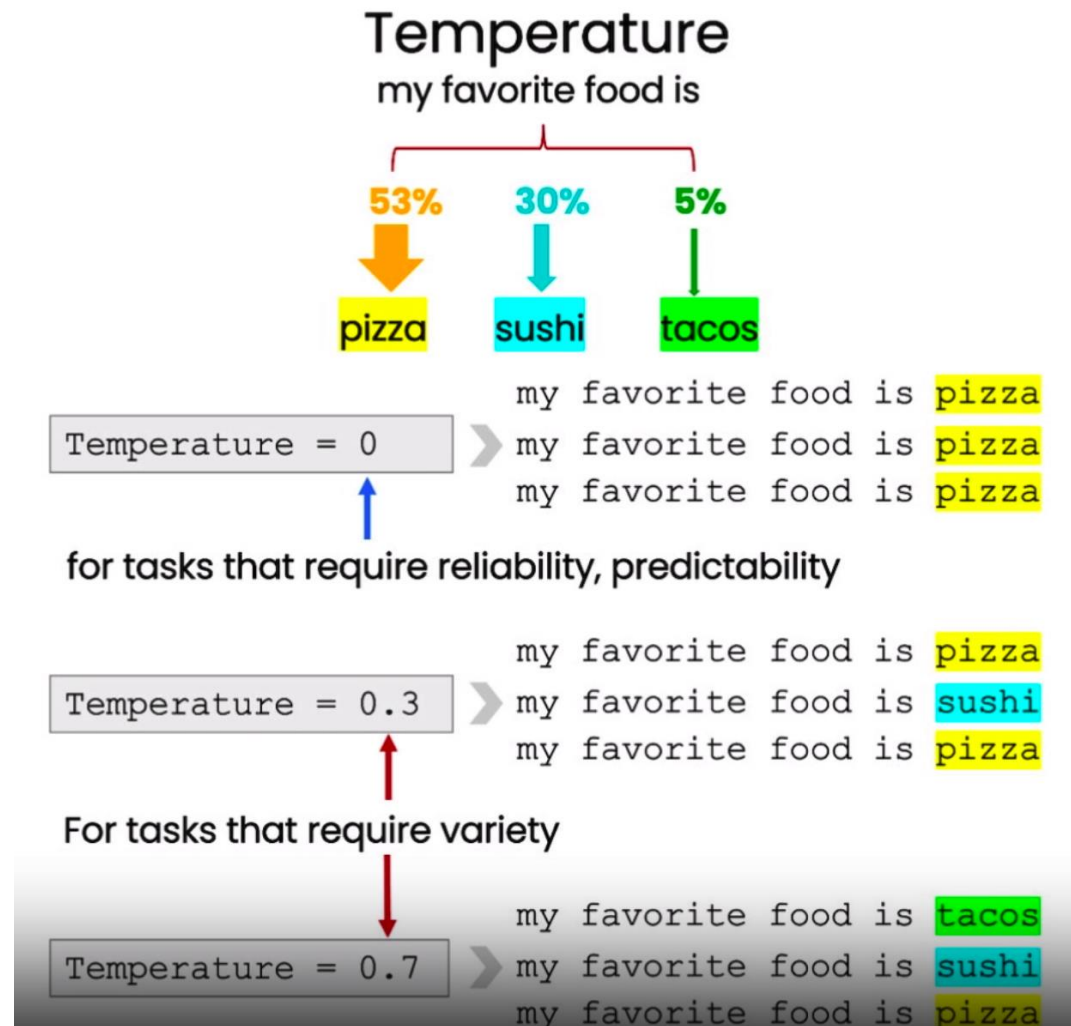 Temperature
my favorite food is
53% 30% 5%
pizza sushi tacos
my favorite food is pizza
Temperature = 0 my favorite food is pizza
my favorite food is pizza
for tasks that require reliability, predictability
my favorite food is pizza
Temperature = 0.3 my favorite food is sushi
my favorite food is pizza
For tasks that require variety
my favorite food is tacos
Temperature = 0.7 my favorite food is sushi
my favorite food is pizza